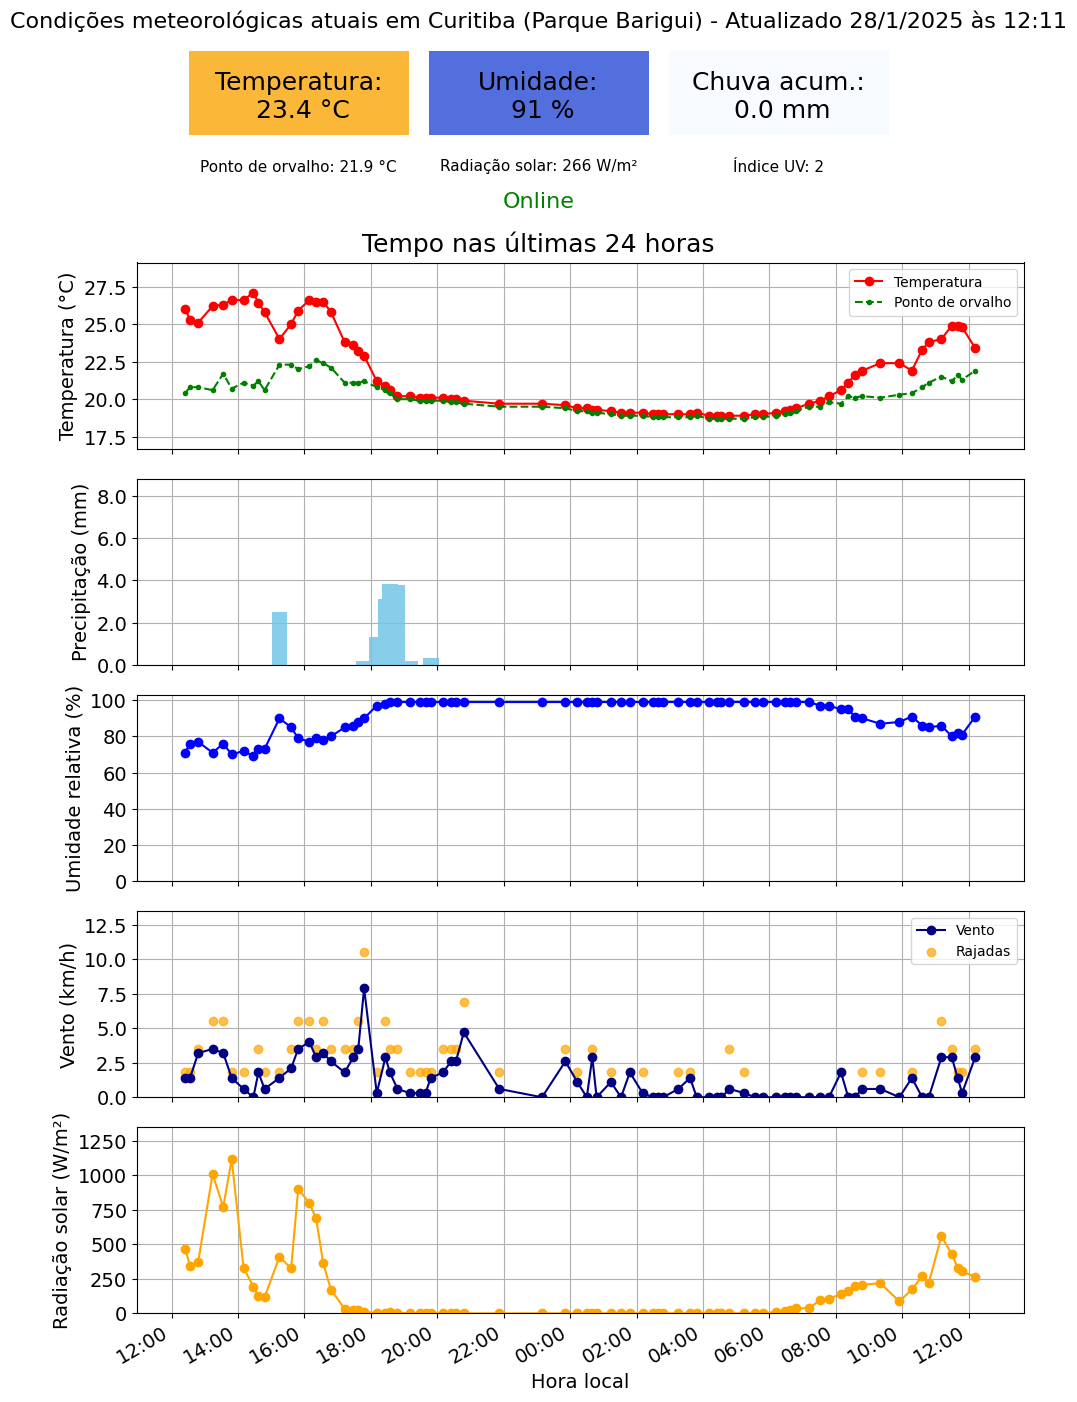 Condições meteorológicas atuais em Curitiba (Parque Barigui) - Atualizado 28/1/2025 às 12:11
Temperatura:
23.4 °C
Umidade:
91 %
Chuva acum.:
0.0 mm
Ponto de orvalho: 21.9 °C
Radiação solar: 266 W/m²
Índice UV: 2
Online
Tempo nas últimas 24 horas
Temperatura (°C)
27.5
25.0
22.5
20.0
17.5
Temperatura
Ponto de orvalho
Precipitação (mm)
8.0
6.0
4.0
2.0
0.0
Umidade relativa (%)
100
80
60
40
20
0
Vento (km/h)
12.5
10.0
7.5
5.0
2.5
0.0
Vento
Rajadas
Radiação solar (W/m²)
1250
1000
750
500
250
0
12:00
14:00
16:00
18:00
20:00
22:00
00:00
02:00
04:00
06:00
08:00
10:00
12:00
Hora local